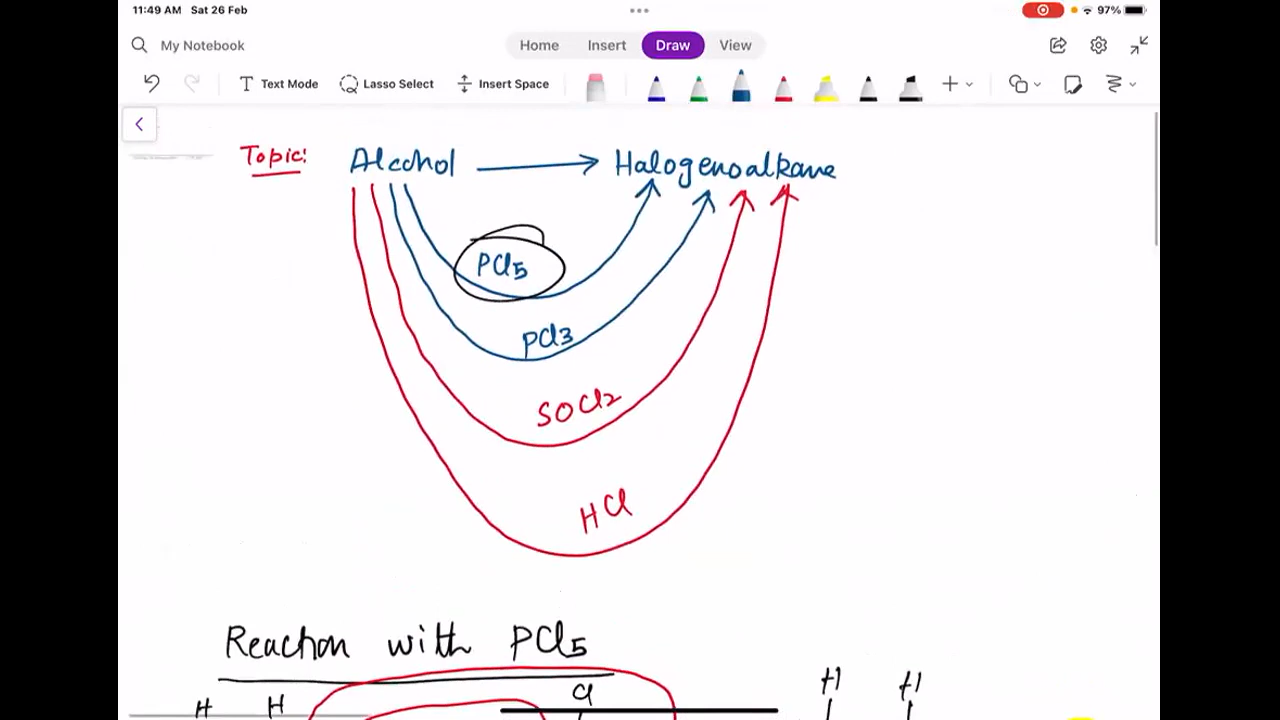 11:49 AM Sat 26 Feb
97%
My Notebook
Home Insert Draw View
Text Mode Lasso Select Insert Space
Topic: Alcohol → Halogenoalkane
PCl5
PCl3
SOCl2
HCl
Reaction with PCl5
H H Cl H H